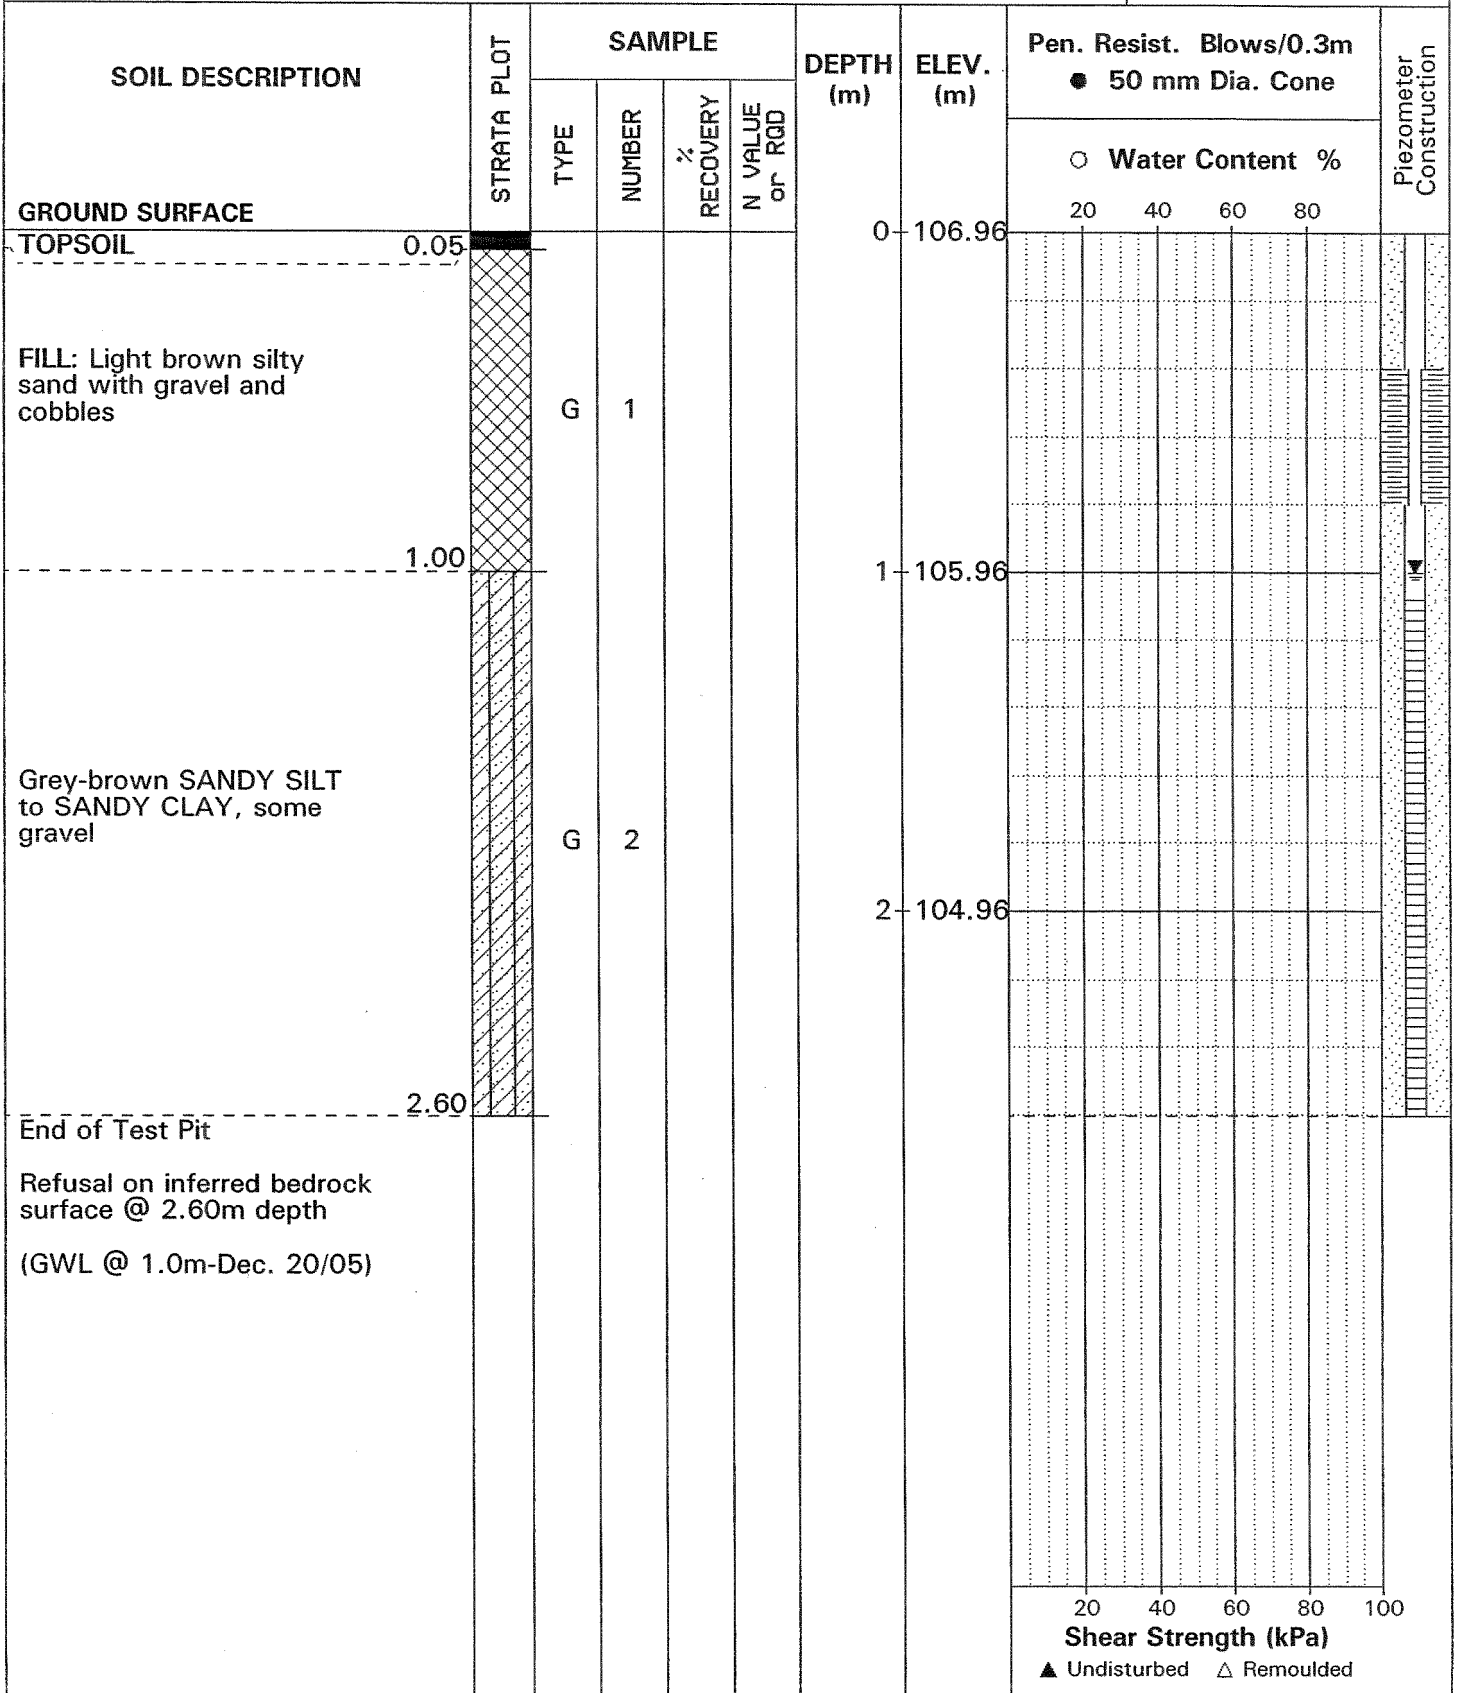 SOIL DESCRIPTION
GROUND SURFACE
STRATA PLOT
SAMPLE
TYPE
NUMBER
% RECOVERY
N VALUE or RQD
DEPTH
(m)
ELEV.
(m)
Pen. Resist. Blows/0.3m
● 50 mm Dia. Cone
○ Water Content %
20 40 60 80
Piezometer
Construction
TOPSOIL 0.05
0 106.96
FILL: Light brown silty
sand with gravel and
cobbles
G 1
1.00
1 105.96
Grey-brown SANDY SILT
to SANDY CLAY, some
gravel
G 2
2 104.96
2.60
End of Test Pit
Refusal on inferred bedrock
surface @ 2.60m depth
(GWL @ 1.0m-Dec. 20/05)
20 40 60 80 100
Shear Strength (kPa)
▲ Undisturbed △ Remoulded